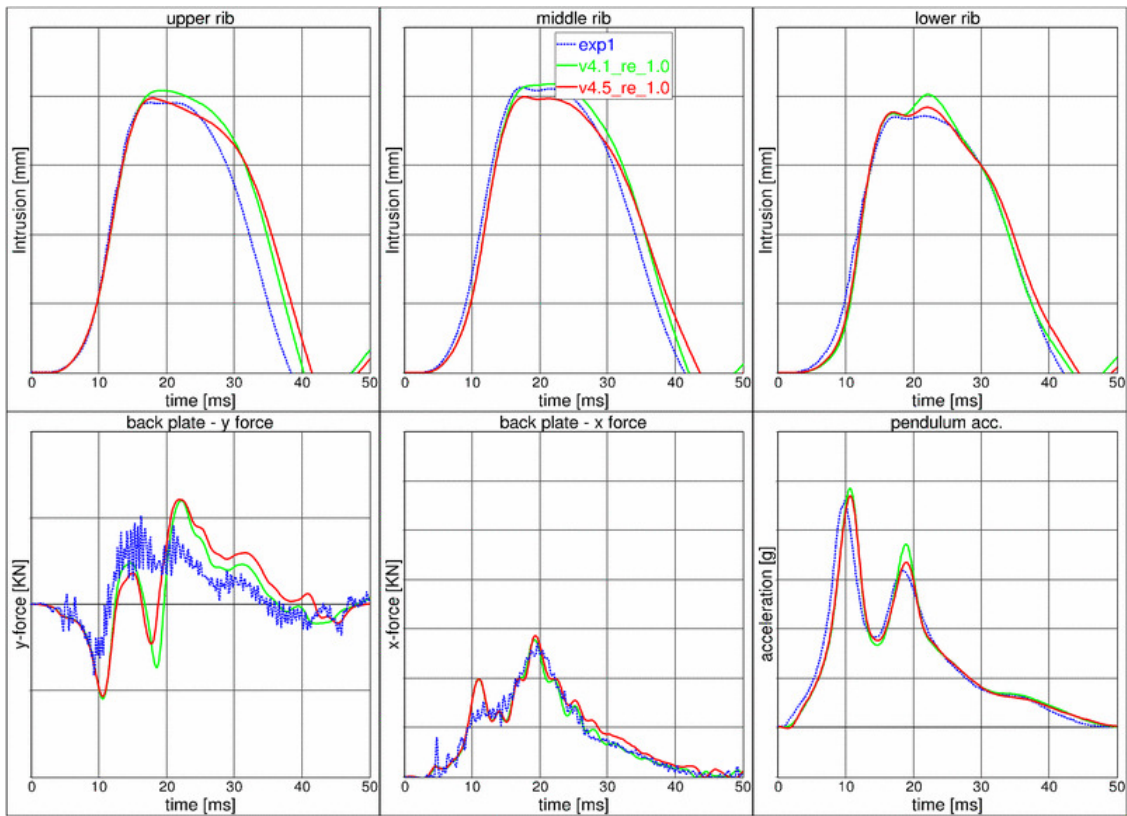 upper rib
Intrusion [mm]
0 10 20 30 40 50
time [ms]
middle rib
exp1
v4.1_re_1.0
v4.5_re_1.0
Intrusion [mm]
0 10 20 30 40 50
time [ms]
lower rib
Intrusion [mm]
0 10 20 30 40 50
time [ms]
back plate - y force
y-force [KN]
0 10 20 30 40 50
time [ms]
back plate - x force
x-force [KN]
0 10 20 30 40 50
time [ms]
pendulum acc.
acceleration [g]
0 10 20 30 40 50
time [ms]